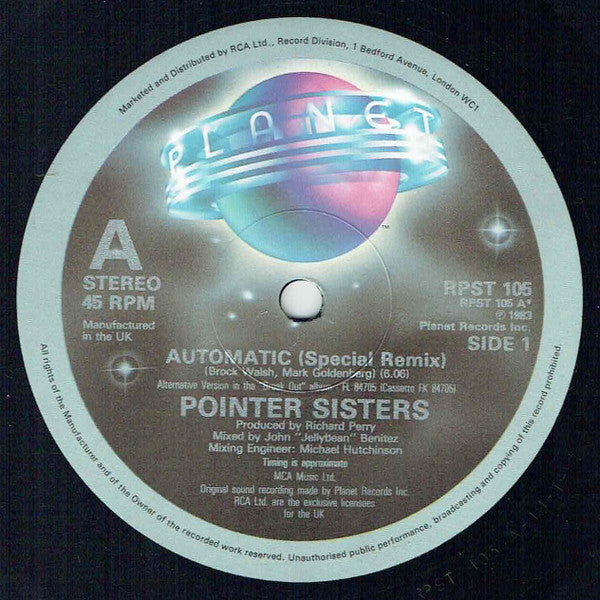 Marketed and Distributed by RCA Ltd., Record Division, 1 Bedford Avenue, London WC1
PLANET
™
A
STEREO
45 RPM
Manufactured
in the UK
RPST 105
RPST 105 A*
℗ 1983
Planet Records Inc.
SIDE 1
AUTOMATIC (Special Remix)
(Brock Walsh, Mark Goldenberg) (6.06)
Alternative Version in the "Break Out" album - FL 84705 (Cassette FK 84705)
POINTER SISTERS
Produced by Richard Perry
Mixed by John "Jellybean" Benitez
Mixing Engineer: Michael Hutchinson
Timing is approximate
MCA Music Ltd.
Original sound recording made by Planet Records Inc.
RCA Ltd. are the exclusive licensees
for the UK
All rights of the Manufacturer and of the Owner of the recorded work reserved. Unauthorised public performance, broadcasting and copying of this record prohibited.
RPST 105